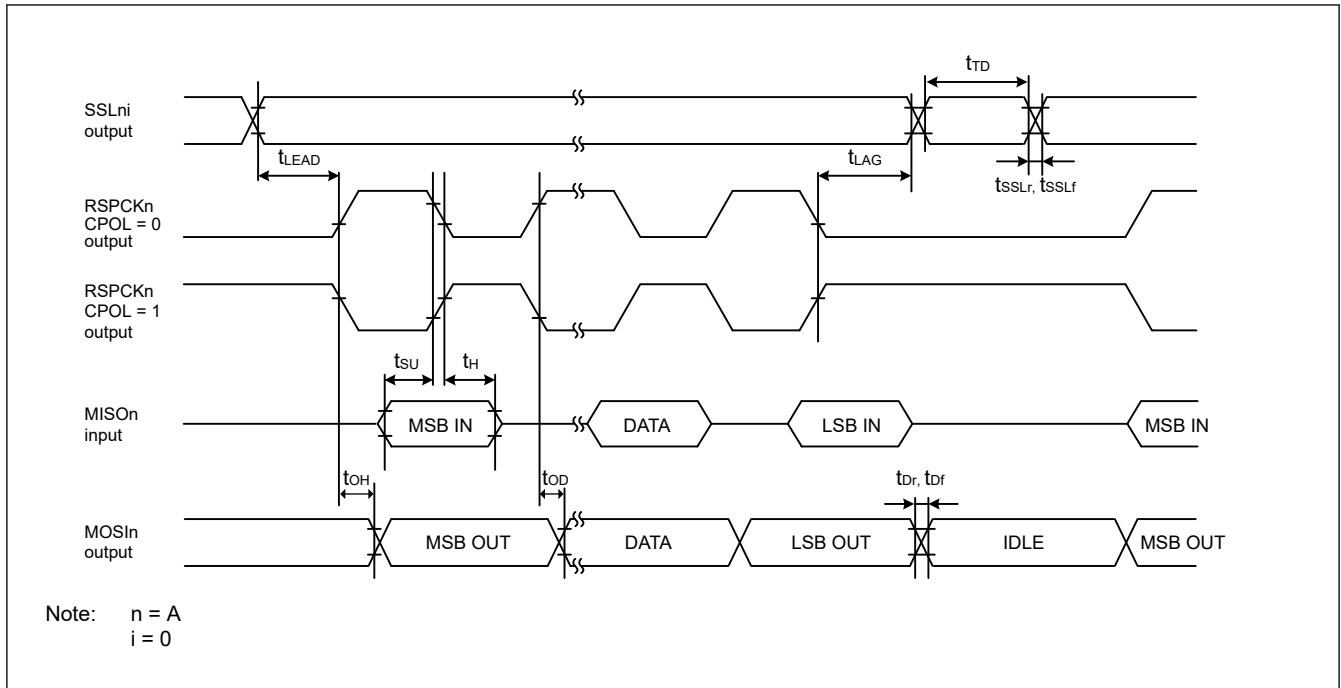 tTD
SSLni
output
tLEAD
tLAG
tSSLr, tSSLf
RSPCKn
CPOL = 0
output
RSPCKn
CPOL = 1
output
tSU
tH
MISOn
input
MSB IN
DATA
LSB IN
MSB IN
tOH
tOD
tDr, tDf
MOSIn
output
MSB OUT
DATA
LSB OUT
IDLE
MSB OUT
Note: n = A
i = 0